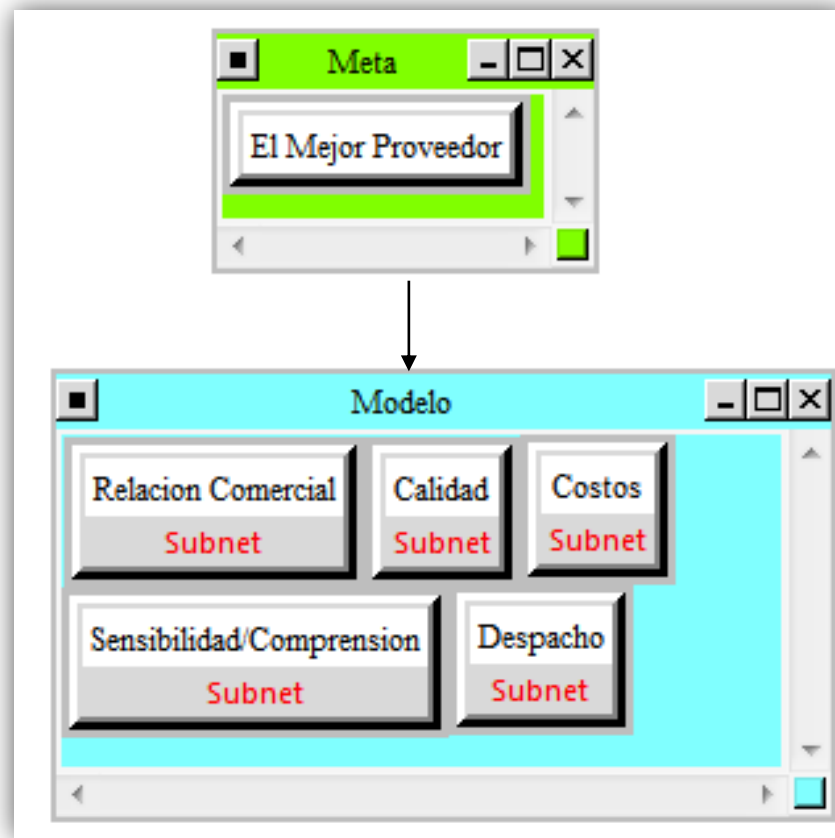 Meta
El Mejor Proveedor
Modelo
Relacion Comercial
Subnet
Calidad
Subnet
Costos
Subnet
Sensibilidad/Comprension
Subnet
Despacho
Subnet